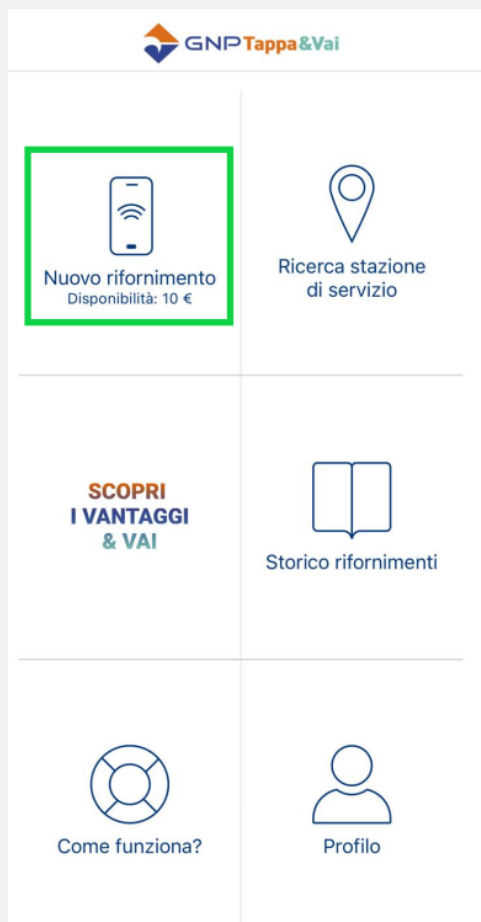 GNP Tappa&Vai
Nuovo rifornimento
Disponibilità: 10 €
Ricerca stazione
di servizio
SCOPRI
I VANTAGGI
& VAI
Storico rifornimenti
Come funziona?
Profilo